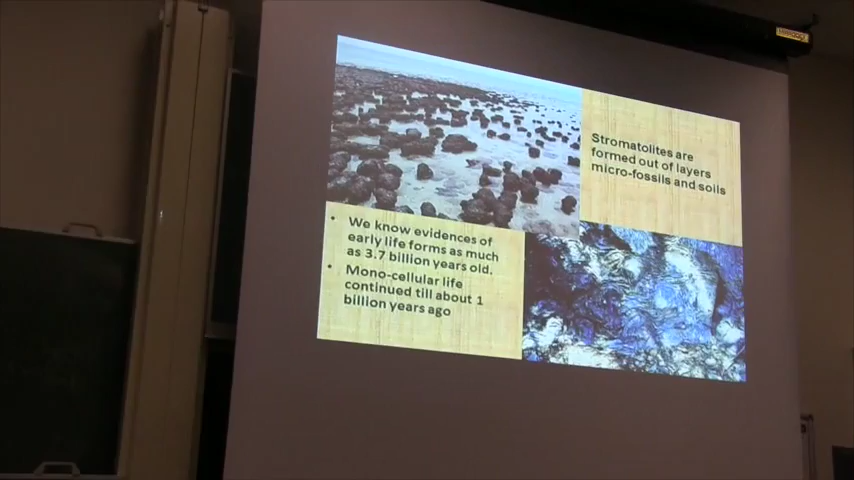 Stromatolites are
formed out of layers
micro-fossils and soils
• We know evidences of
early life forms as much
as 3.7 billion years old.
• Mono-cellular life
continued till about 1
billion years ago